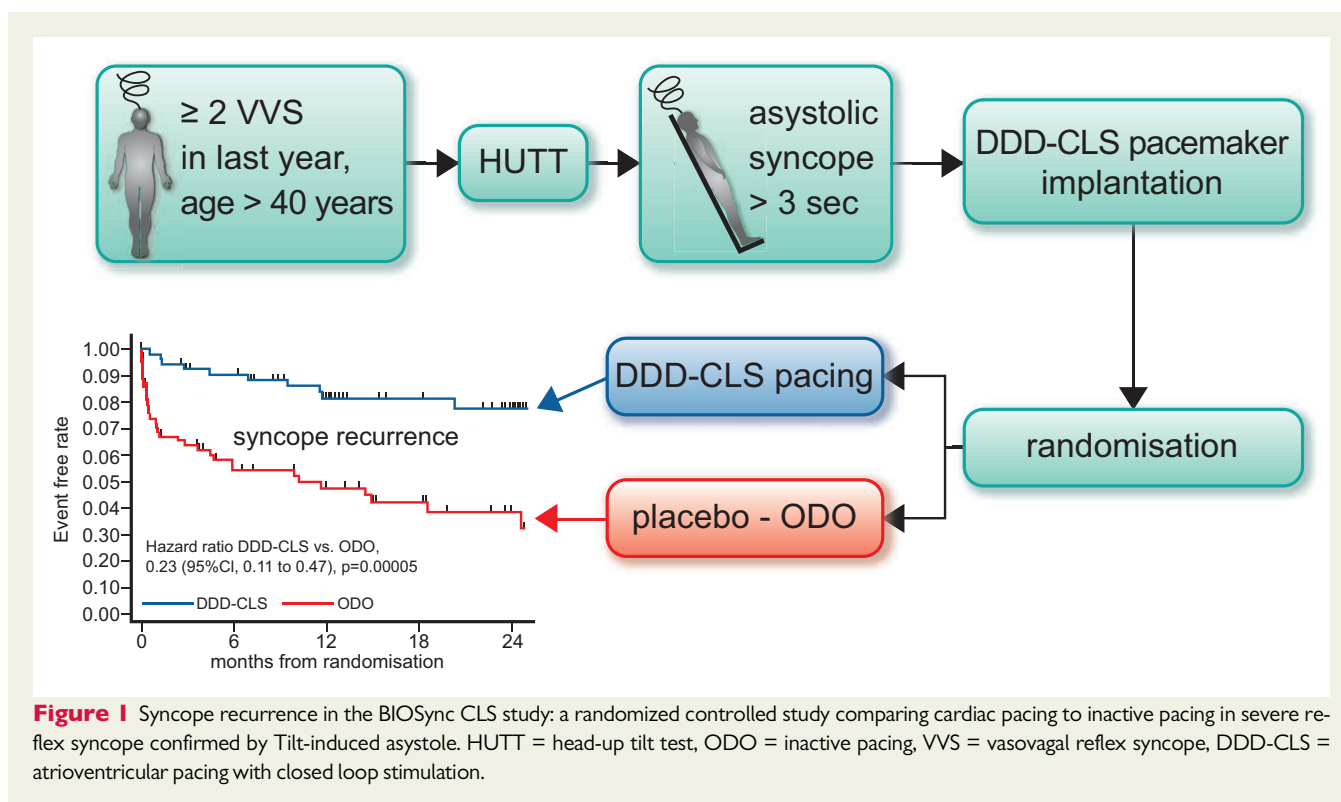 ≥ 2 VVS
in last year,
age > 40 years
HUTT
asystolic
syncope
> 3 sec
DDD-CLS pacemaker
implantation
randomisation
DDD-CLS pacing
placebo - ODO
Event free rate
1.00
0.09
0.08
0.07
0.06
0.05
0.04
0.30
0.20
0.10
0.00
syncope recurrence
Hazard ratio DDD-CLS vs. ODO,
0.23 (95%CI, 0.11 to 0.47), p=0.00005
DDD-CLS ODO
0 6 12 18 24
months from randomisation
Figure 1 Syncope recurrence in the BIOSync CLS study: a randomized controlled study comparing cardiac pacing to inactive pacing in severe re-
flex syncope confirmed by Tilt-induced asystole. HUTT = head-up tilt test, ODO = inactive pacing, VVS = vasovagal reflex syncope, DDD-CLS =
atrioventricular pacing with closed loop stimulation.